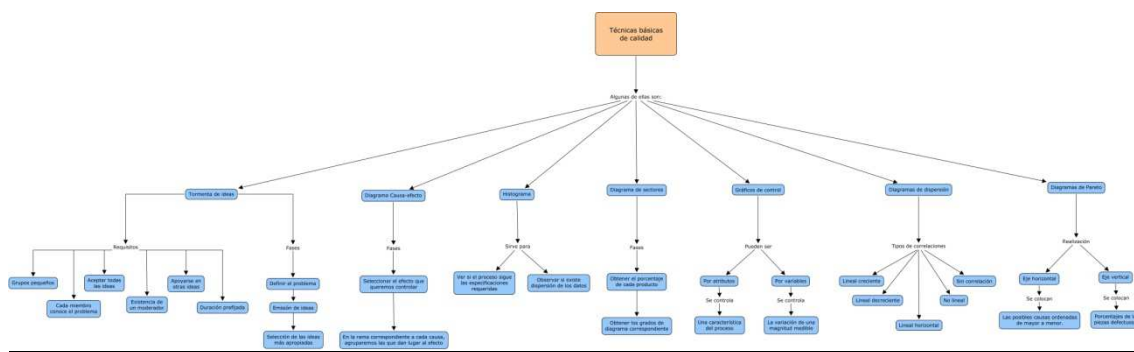 Técnicas básicas
de calidad
Algunas de ellas son:
Tormenta de ideas
Diagrama Causa-efecto
Histograma
Diagrama de sectores
Gráficos de control
Diagramas de dispersión
Diagramas de Pareto
Requisitos
Fases
Fases
Sirve para
Fases
Pueden ser
Tipos de correlaciones
Realización
Grupos pequeños
Aceptar todas
las ideas
Apoyarse en
otras ideas
Cada miembro
conoce el problema
Existencia de
un moderador
Duración prefijada
Definir el problema
Emisión de ideas
Selección de las ideas
más apropiadas
Seleccionar el efecto que
queremos controlar
En la rama correspondiente a cada causa,
agruparemos las que dan lugar al efecto
Ver si el proceso sigue
las especificaciones
requeridas
Observar si existe
dispersión de los datos
Obtener el porcentaje
de cada producto
Obtener los grados de
diagrama correspondiente
Por atributos
Por variables
Se controla
Se controla
Una característica
del proceso
La variación de una
magnitud medible
Lineal creciente
Sin correlación
Lineal decreciente
No lineal
Lineal horizontal
Eje horizontal
Eje vertical
Se colocan
Se colocan
Las posibles causas ordenadas
de mayor a menor.
Porcentajes de
piezas